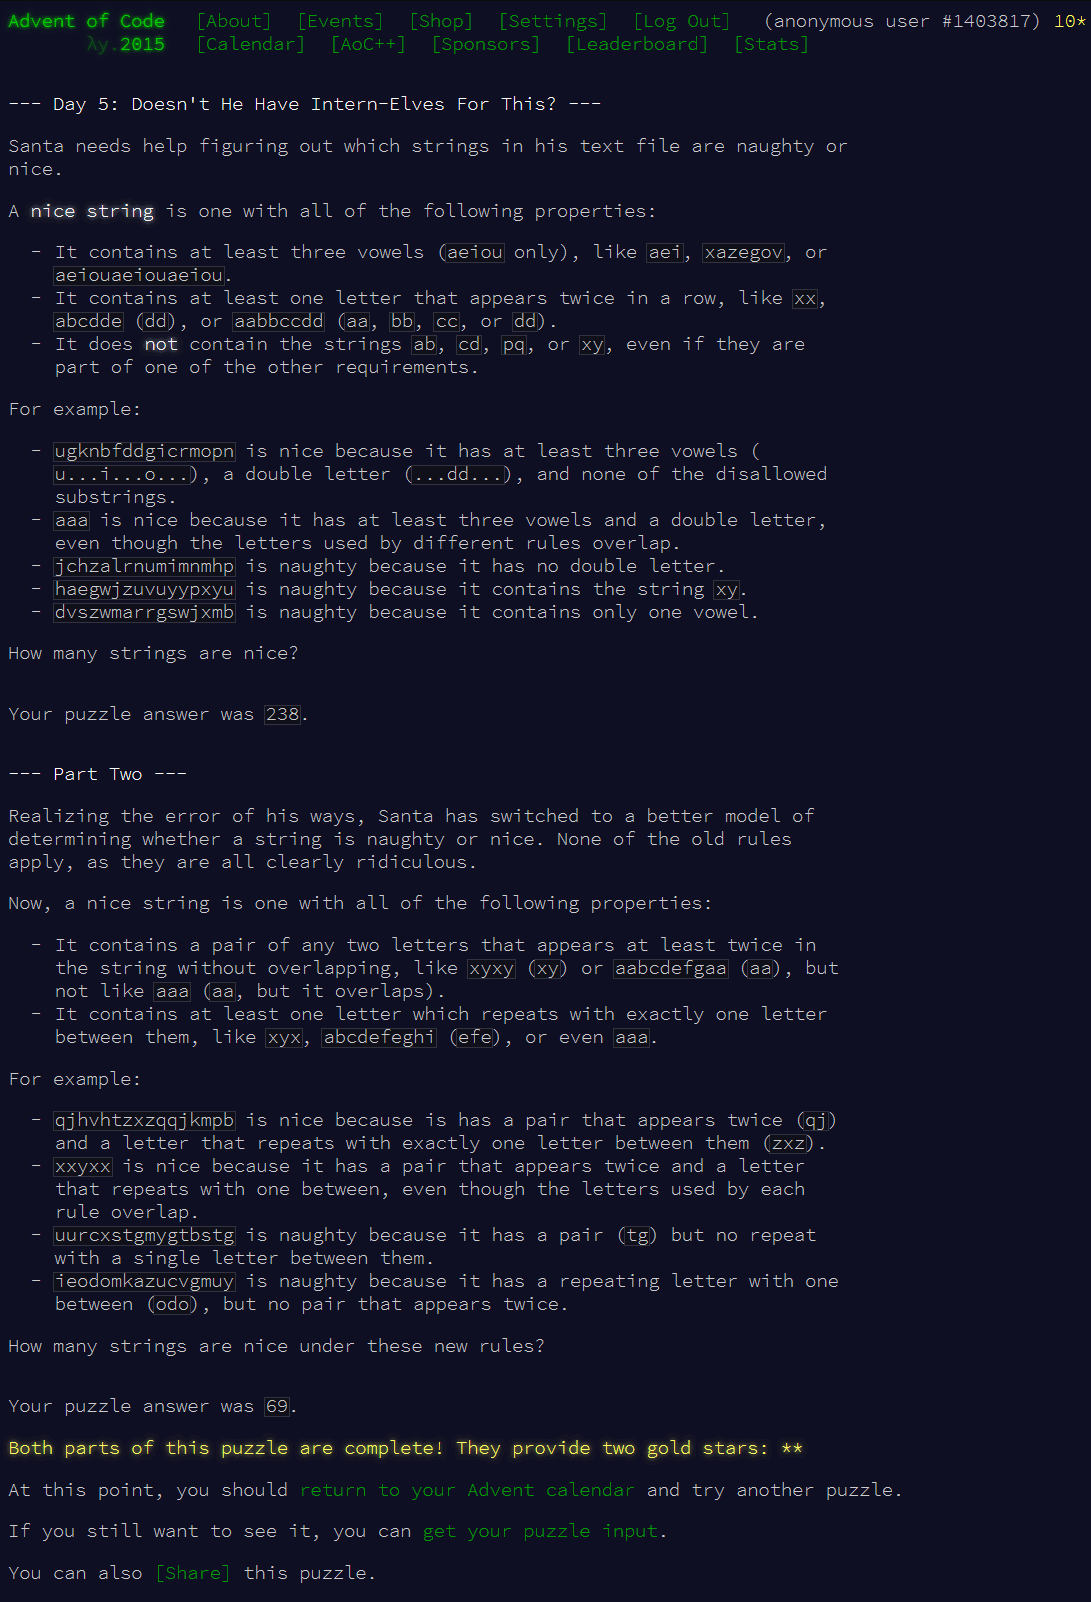 Advent of Code [About] [Events] [Shop] [Settings] [Log Out] (anonymous user #1403817) 10*
λy.2015 [Calendar] [AoC++] [Sponsors] [Leaderboard] [Stats]
--- Day 5: Doesn't He Have Intern-Elves For This? ---
Santa needs help figuring out which strings in his text file are naughty or
nice.
A nice string is one with all of the following properties:
- It contains at least three vowels (aeiou only), like aei, xazegov, or
aeiouaeiouaeiou.
- It contains at least one letter that appears twice in a row, like xx,
abcdde (dd), or aabbccdd (aa, bb, cc, or dd).
- It does not contain the strings ab, cd, pq, or xy, even if they are
part of one of the other requirements.
For example:
- ugknbfddgicrmopn is nice because it has at least three vowels (
u...i...o...), a double letter (...dd...), and none of the disallowed
substrings.
- aaa is nice because it has at least three vowels and a double letter,
even though the letters used by different rules overlap.
- jchzalrnumimnmhp is naughty because it has no double letter.
- haegwjzuvuyypxyu is naughty because it contains the string xy.
- dvszwmarrgswjxmb is naughty because it contains only one vowel.
How many strings are nice?
Your puzzle answer was 238.
--- Part Two ---
Realizing the error of his ways, Santa has switched to a better model of
determining whether a string is naughty or nice. None of the old rules
apply, as they are all clearly ridiculous.
Now, a nice string is one with all of the following properties:
- It contains a pair of any two letters that appears at least twice in
the string without overlapping, like xyxy (xy) or aabcdefgaa (aa), but
not like aaa (aa, but it overlaps).
- It contains at least one letter which repeats with exactly one letter
between them, like xyx, abcdefeghi (efe), or even aaa.
For example:
- qjhvhtzxzqqjkmpb is nice because is has a pair that appears twice (qj)
and a letter that repeats with exactly one letter between them (zxz).
- xxyxx is nice because it has a pair that appears twice and a letter
that repeats with one between, even though the letters used by each
rule overlap.
- uurcxstgmygtbstg is naughty because it has a pair (tg) but no repeat
with a single letter between them.
- ieodomkazucvgmuy is naughty because it has a repeating letter with one
between (odo), but no pair that appears twice.
How many strings are nice under these new rules?
Your puzzle answer was 69.
Both parts of this puzzle are complete! They provide two gold stars: **
At this point, you should return to your Advent calendar and try another puzzle.
If you still want to see it, you can get your puzzle input.
You can also [Share] this puzzle.